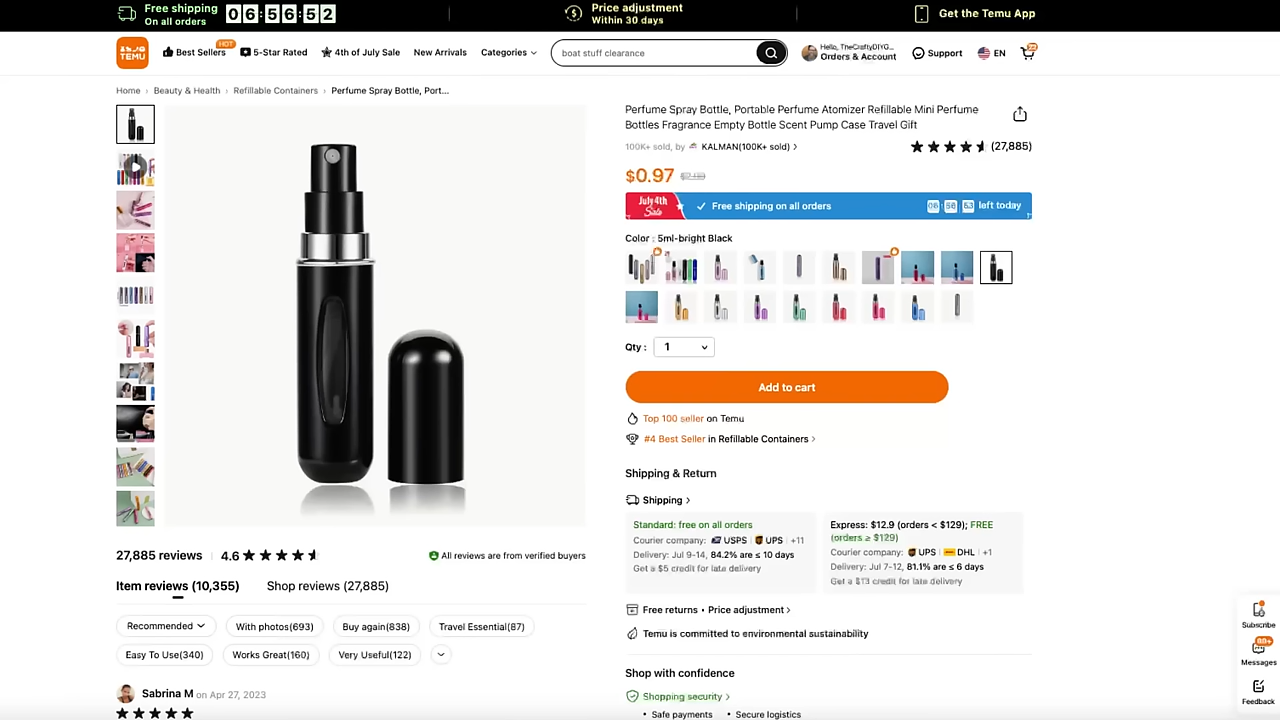 Free shipping
On all orders
06:56:52
Price adjustment
Within 30 days
Get the Temu App
TEMU
Best Sellers
HOT
5-Star Rated
4th of July Sale
New Arrivals
Categories
boat stuff clearance
Hello, TheCraftyDIYG...
Orders & Account
Support
EN
22
Home › Beauty & Health › Refillable Containers › Perfume Spray Bottle, Port...
Perfume Spray Bottle, Portable Perfume Atomizer Refillable Mini Perfume
Bottles Fragrance Empty Bottle Scent Pump Case Travel Gift
100K+ sold, by KALMAN(100K+ sold) ›
(27,885)
$0.97
July 4th
Sale
Free shipping on all orders
06:56:53 left today
Color : 5ml-bright Black
Qty : 1
Add to cart
Top 100 seller on Temu
#4 Best Seller in Refillable Containers ›
Shipping & Return
Shipping ›
Standard: free on all orders
Courier company: USPS UPS +11
Delivery: Jul 9-14, 84.2% are ≤ 10 days
Get a $5 credit for late delivery
Express: $12.9 (orders < $129); FREE
(orders ≥ $129)
Courier company: UPS DHL +1
Delivery: Jul 7-12, 81.1% are ≤ 6 days
Get a $13 credit for late delivery
Free returns • Price adjustment ›
Temu is committed to environmental sustainability
Shop with confidence
Shopping security ›
• Safe payments • Secure logistics
27,885 reviews
4.6
All reviews are from verified buyers
Item reviews (10,355)
Shop reviews (27,885)
Recommended
With photos(693)
Buy again(838)
Travel Essential(87)
Easy To Use(340)
Works Great(160)
Very Useful(122)
Sabrina M on Apr 27, 2023
Subscribe
Messages
Feedback